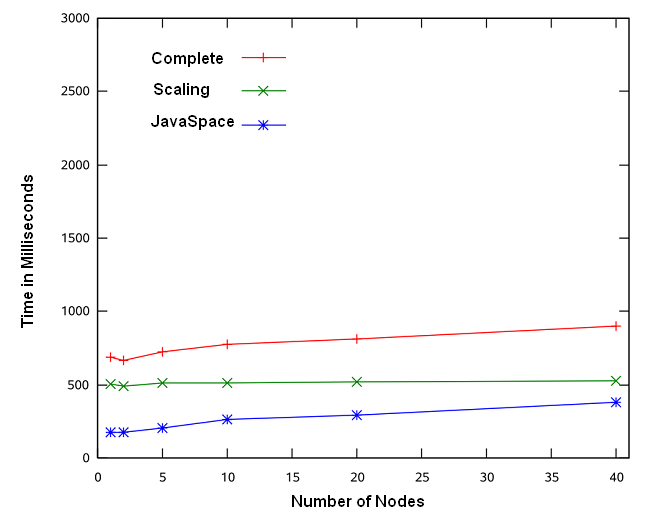 3000
Complete
2500
Scaling
JavaSpace
2000
1500
1000
500
0
Time in Milliseconds
0 5 10 15 20 25 30 35 40
Number of Nodes